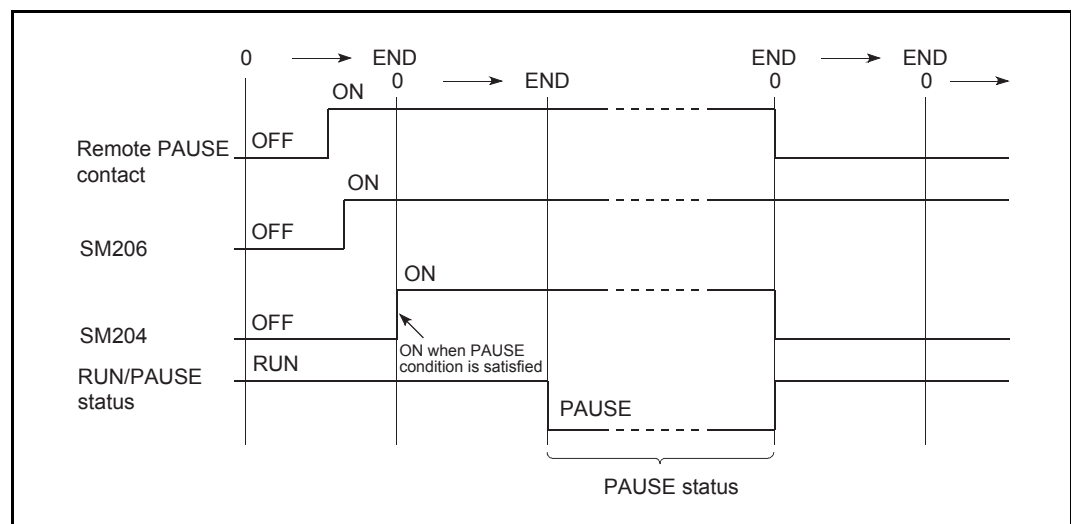 0 END END END
0 END 0 0
ON
Remote PAUSE
contact
OFF
ON
SM206
OFF
ON
SM204
OFF
ON when PAUSE
condition is satisfied
RUN/PAUSE
status
RUN
PAUSE
PAUSE status